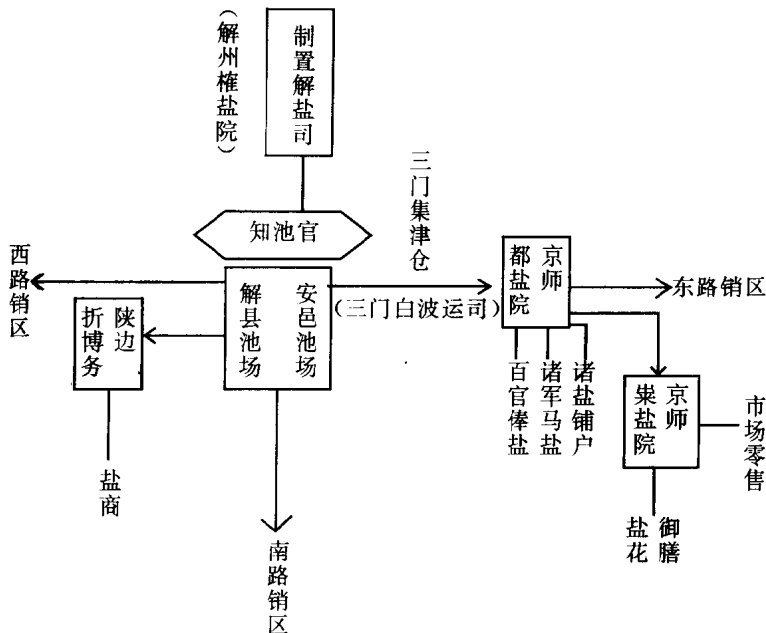 制置解盐司
（解州榷盐院）
知池官
三门集津仓
西路销区
安邑池场
解县池场
（三门白波运司）
京师
都盐院
东路销区
陕边
折博务
百官俸盐
诸军马盐
诸盐铺户
京师
粜盐院
市场零售
盐商
御膳
盐花
南路销区